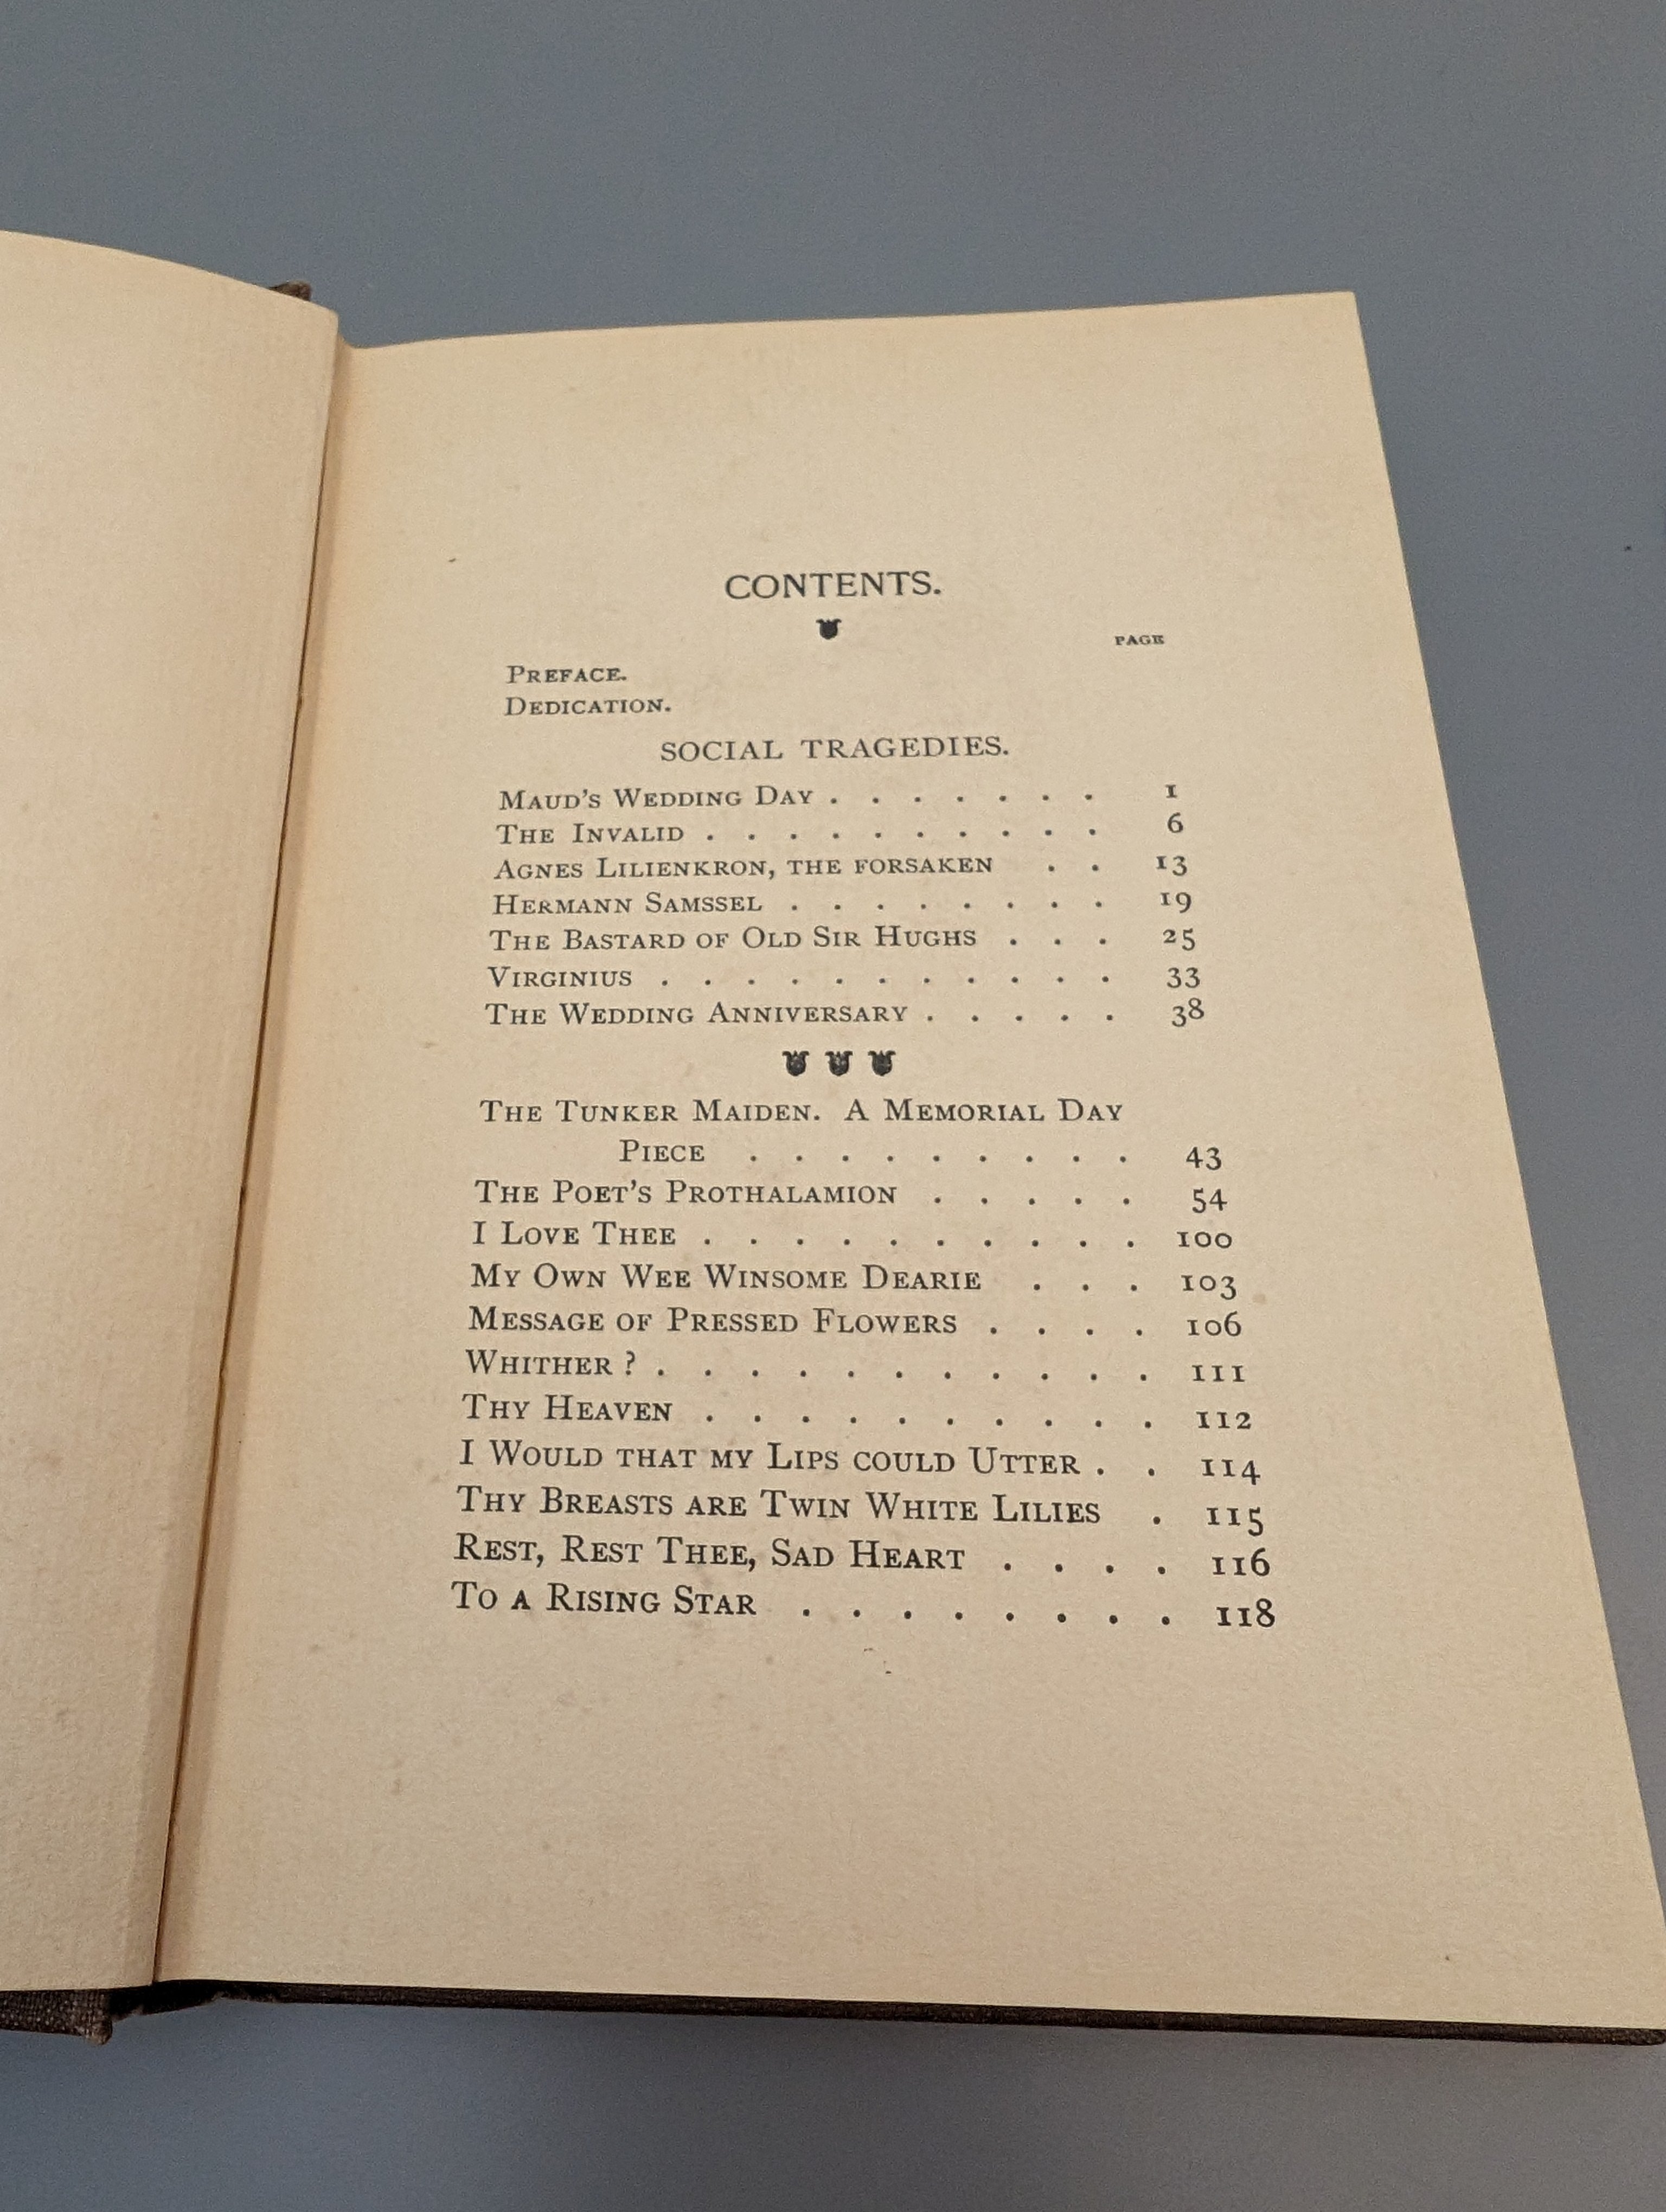 CONTENTS.
PAGE
PREFACE.
DEDICATION.
SOCIAL TRAGEDIES.
MAUD'S WEDDING DAY . . . . . . . 1
THE INVALID . . . . . . . . . . 6
AGNES LILIENKRON, THE FORSAKEN . . 13
HERMANN SAMSSEL . . . . . . . . 19
THE BASTARD OF OLD SIR HUGHS . . . 25
VIRGINIUS . . . . . . . . . . . 33
THE WEDDING ANNIVERSARY . . . . . 38
THE TUNKER MAIDEN. A MEMORIAL DAY
PIECE . . . . . . . . . 43
THE POET'S PROTHALAMION . . . . . 54
I LOVE THEE . . . . . . . . . . 100
MY OWN WEE WINSOME DEARIE . . . 103
MESSAGE OF PRESSED FLOWERS . . . . 106
WHITHER ? . . . . . . . . . . . 111
THY HEAVEN . . . . . . . . . . 112
I WOULD THAT MY LIPS COULD UTTER . . 114
THY BREASTS ARE TWIN WHITE LILIES . 115
REST, REST THEE, SAD HEART . . . . 116
TO A RISING STAR . . . . . . . . 118